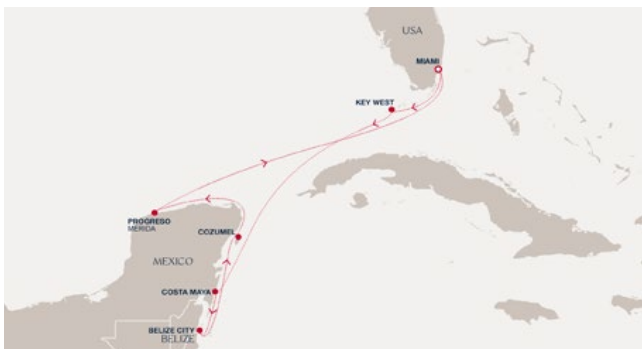 USA
MIAMI
KEY WEST
PROGRESO
MERIDA
COZUMEL
MEXICO
COSTA MAYA
BELIZE CITY
BELIZE